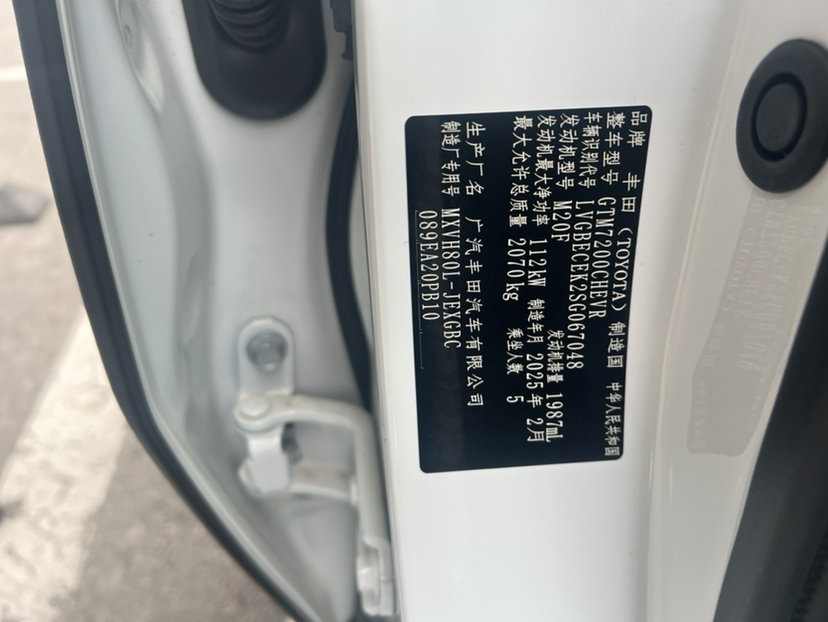 品牌 丰田（TOYOTA） 制造国 中华人民共和国
整车型号 GTM7200CHEVR
车辆识别代号 LVGBECEK2SG067048
发动机型号 M20F 发动机排量 1987mL
发动机最大净功率 112kW 制造年月 2025年2月
最大允许总质量 2070kg 乘坐人数 5
生产厂名 广汽丰田汽车有限公司
制造厂专用号 MXVH80L-JEXGBC
089EA20PB10